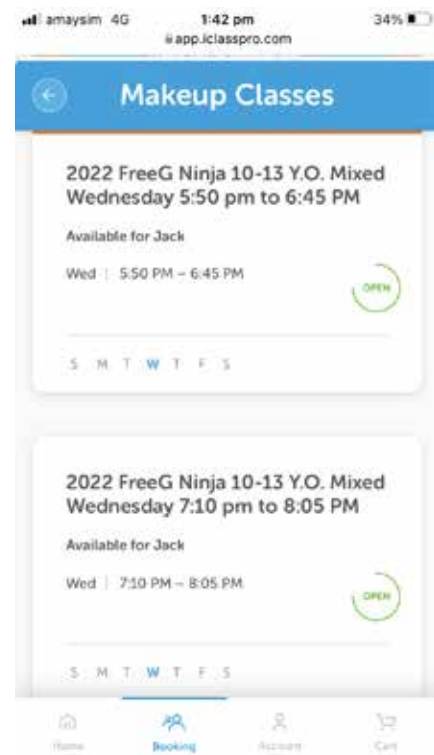 amaysim 4G 1:42 pm 34%
app.iclasspro.com
Makeup Classes
2022 FreeG Ninja 10-13 Y.O. Mixed
Wednesday 5:50 pm to 6:45 PM
Available for Jack
Wed | 5:50 PM – 6:45 PM
OPEN
S M T W T F S
2022 FreeG Ninja 10-13 Y.O. Mixed
Wednesday 7:10 pm to 8:05 PM
Available for Jack
Wed | 7:10 PM – 8:05 PM
OPEN
S M T W T F S
Home Booking Account Cart